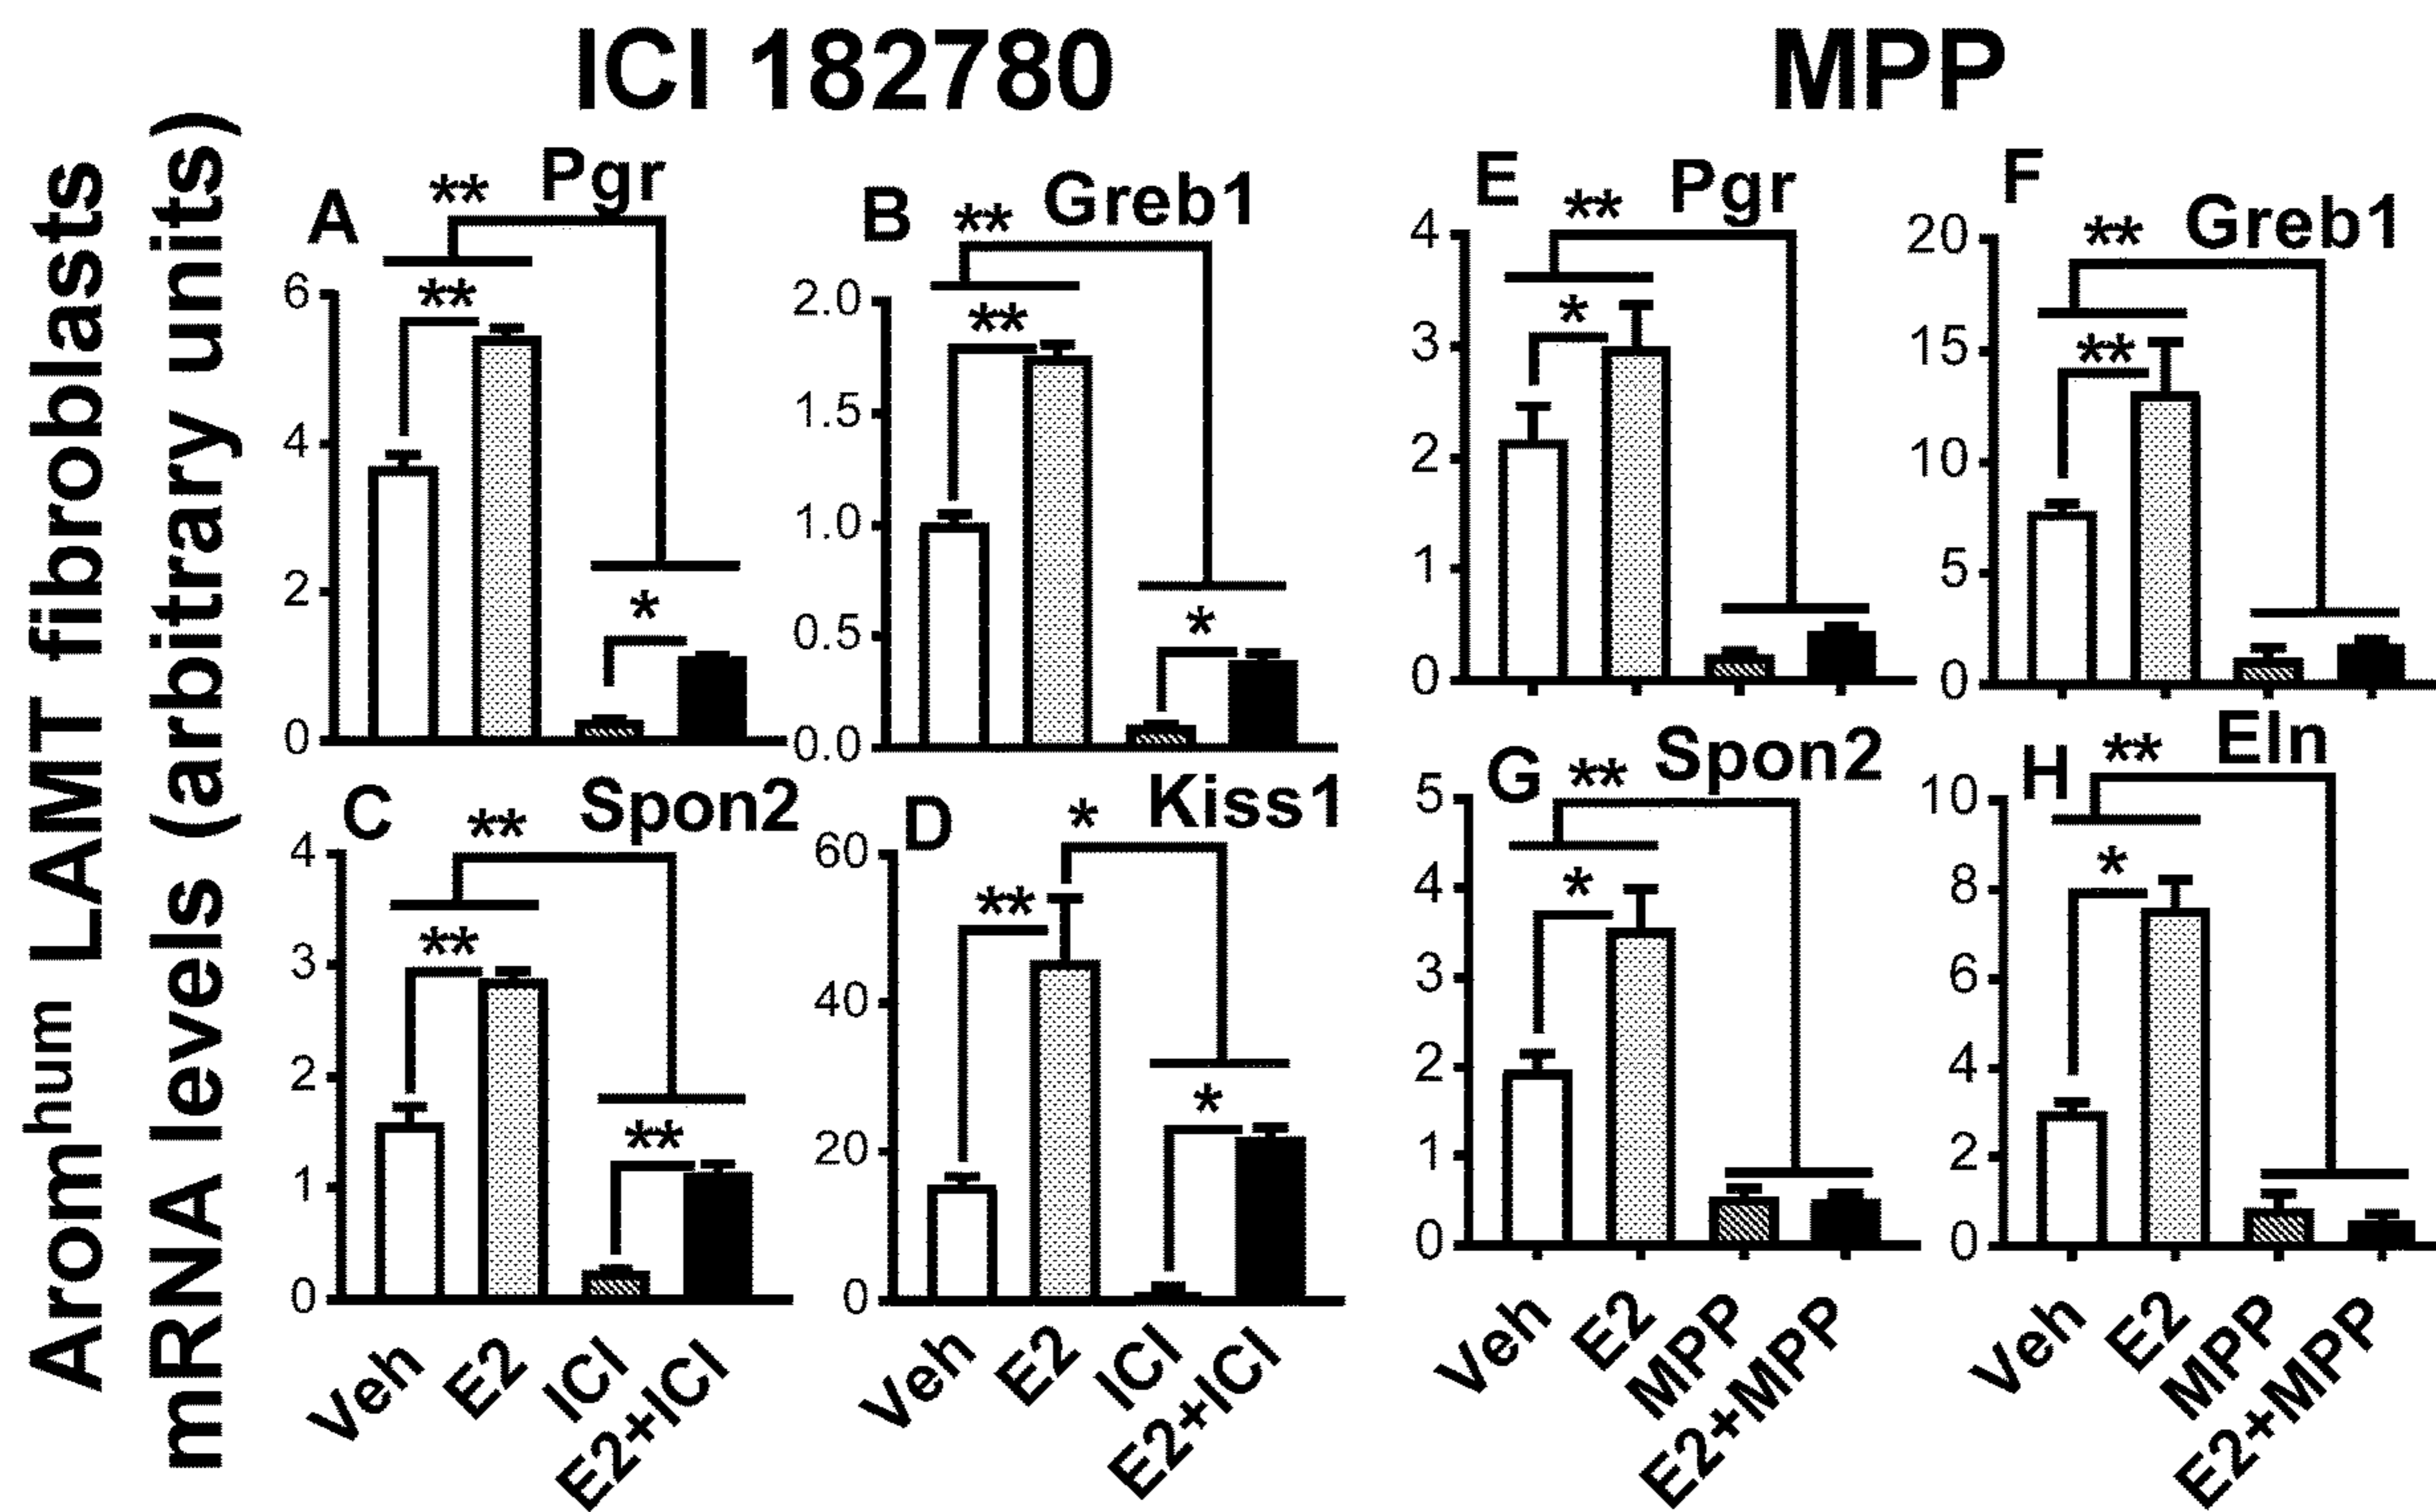 ICI 182780
MPP
Arom^hum LAMT fibroblasts
mRNA levels (arbitrary units)
A
**
Pgr
**
*
6
4
2
0
B
**
Greb1
**
*
2.0
1.5
1.0
0.5
0.0
E
**
Pgr
*
4
3
2
1
0
F
**
Greb1
**
20
15
10
5
0
C
**
Spon2
**
**
4
3
2
1
0
Veh
E2
ICI
E2+ICI
D
*
Kiss1
**
*
60
40
20
0
Veh
E2
ICI
E2+ICI
G
**
Spon2
*
5
4
3
2
1
0
Veh
E2
MPP
E2+MPP
H
**
Eln
*
10
8
6
4
2
0
Veh
E2
MPP
E2+MPP